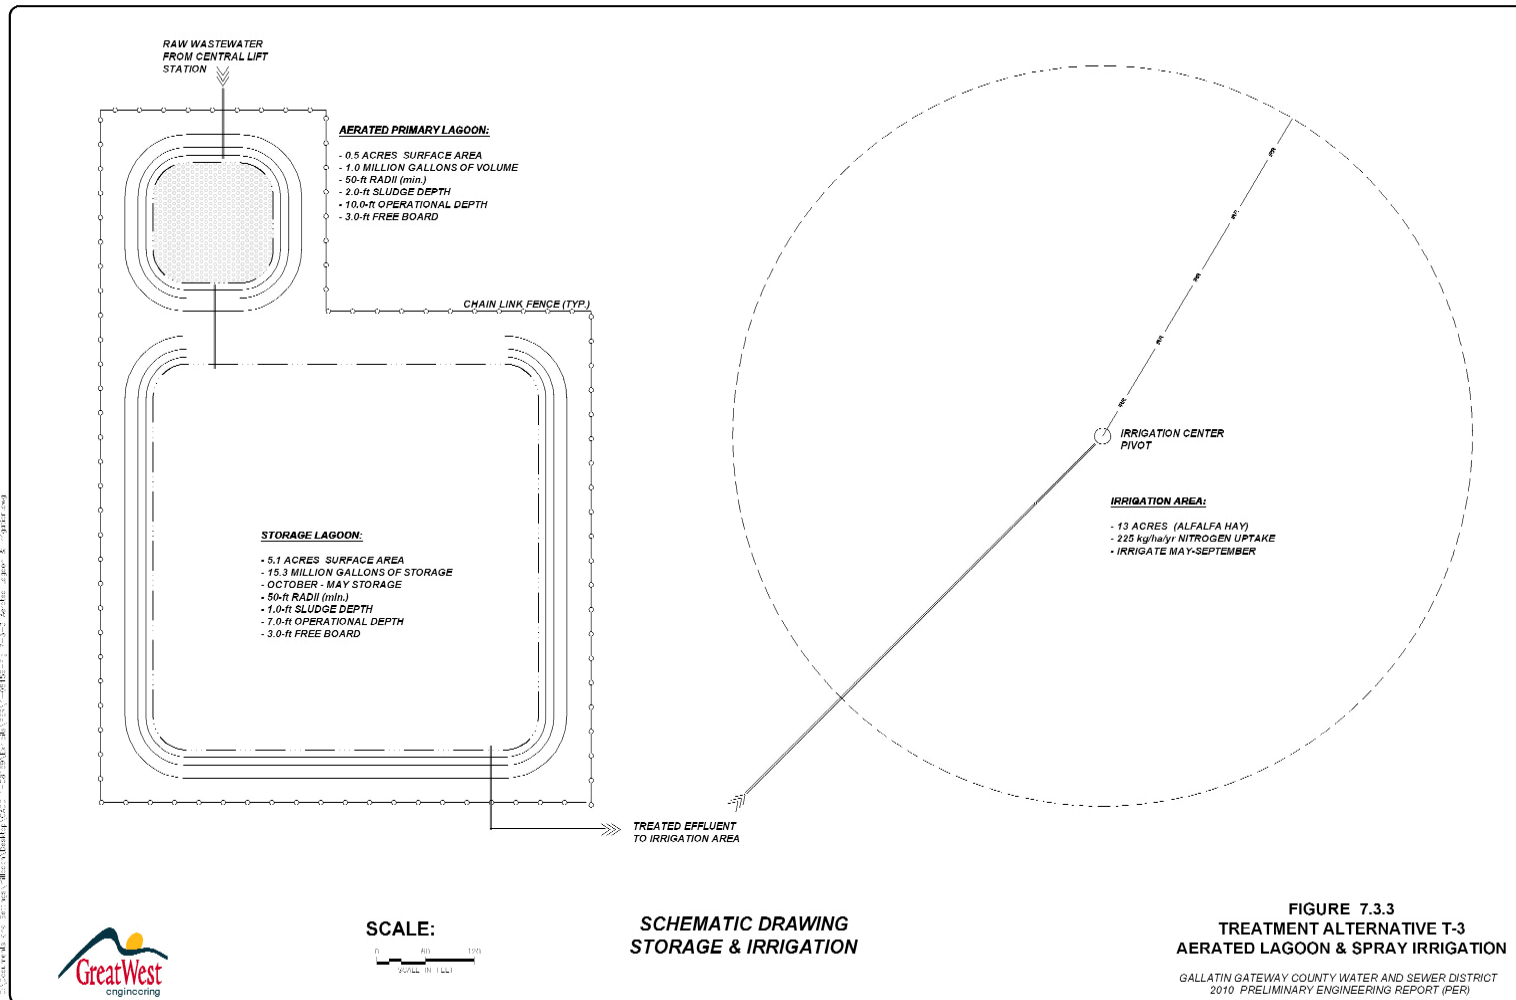 RAW WASTEWATER
FROM CENTRAL LIFT
STATION
AERATED PRIMARY LAGOON:
- 0.5 ACRES SURFACE AREA
- 1.0 MILLION GALLONS OF VOLUME
- 50-ft RADII (min.)
- 2.0-ft SLUDGE DEPTH
- 10.0-ft OPERATIONAL DEPTH
- 3.0-ft FREE BOARD
CHAIN LINK FENCE (TYP.)
STORAGE LAGOON:
- 5.1 ACRES SURFACE AREA
- 15.3 MILLION GALLONS OF STORAGE
- OCTOBER - MAY STORAGE
- 50-ft RADII (min.)
- 1.0-ft SLUDGE DEPTH
- 7.0-ft OPERATIONAL DEPTH
- 3.0-ft FREE BOARD
IRRIGATION CENTER
PIVOT
IRRIGATION AREA:
- 13 ACRES (ALFALFA HAY)
- 225 kg/ha/yr NITROGEN UPTAKE
- IRRIGATE MAY-SEPTEMBER
TREATED EFFLUENT
TO IRRIGATION AREA
GreatWest
engineering
SCALE:
0 60 120
SCALE IN FEET
SCHEMATIC DRAWING
STORAGE & IRRIGATION
FIGURE 7.3.3
TREATMENT ALTERNATIVE T-3
AERATED LAGOON & SPRAY IRRIGATION
GALLATIN GATEWAY COUNTY WATER AND SEWER DISTRICT
2010 PRELIMINARY ENGINEERING REPORT (PER)